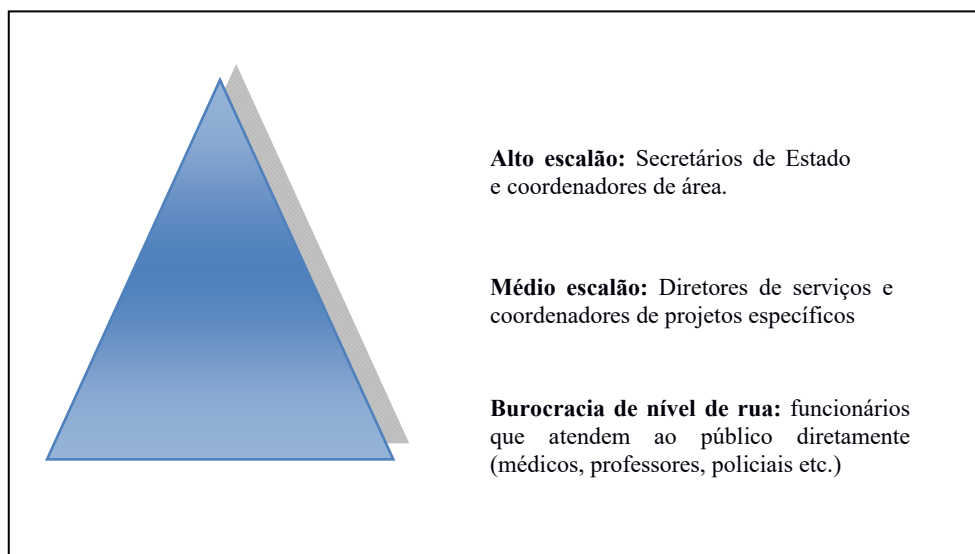 Alto escalão: Secretários de Estado
e coordenadores de área.
Médio escalão: Diretores de serviços e
coordenadores de projetos específicos
Burocracia de nível de rua: funcionários
que atendem ao público diretamente
(médicos, professores, policiais etc.)